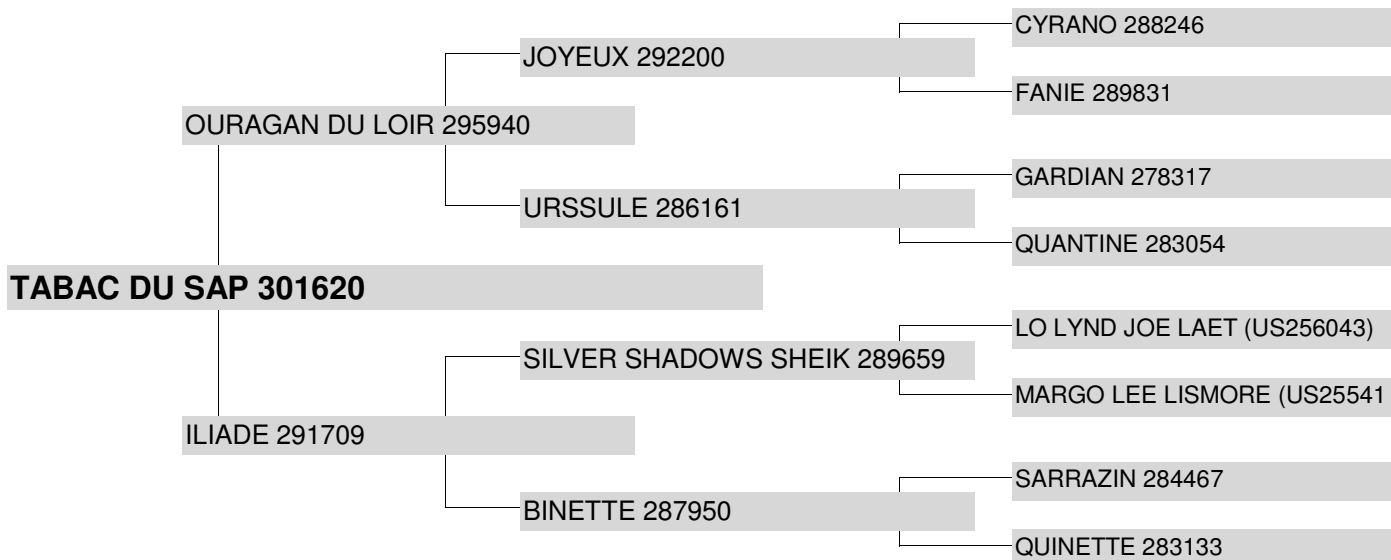 CYRANO 288246
JOYEUX 292200
FANIE 289831
OURAGAN DU LOIR 295940
GARDIAN 278317
URSSULE 286161
QUANTINE 283054
TABAC DU SAP 301620
LO LYND JOE LAET (US256043)
SILVER SHADOWS SHEIK 289659
MARGO LEE LISMORE (US25541
ILIADE 291709
SARRAZIN 284467
BINETTE 287950
QUINETTE 283133